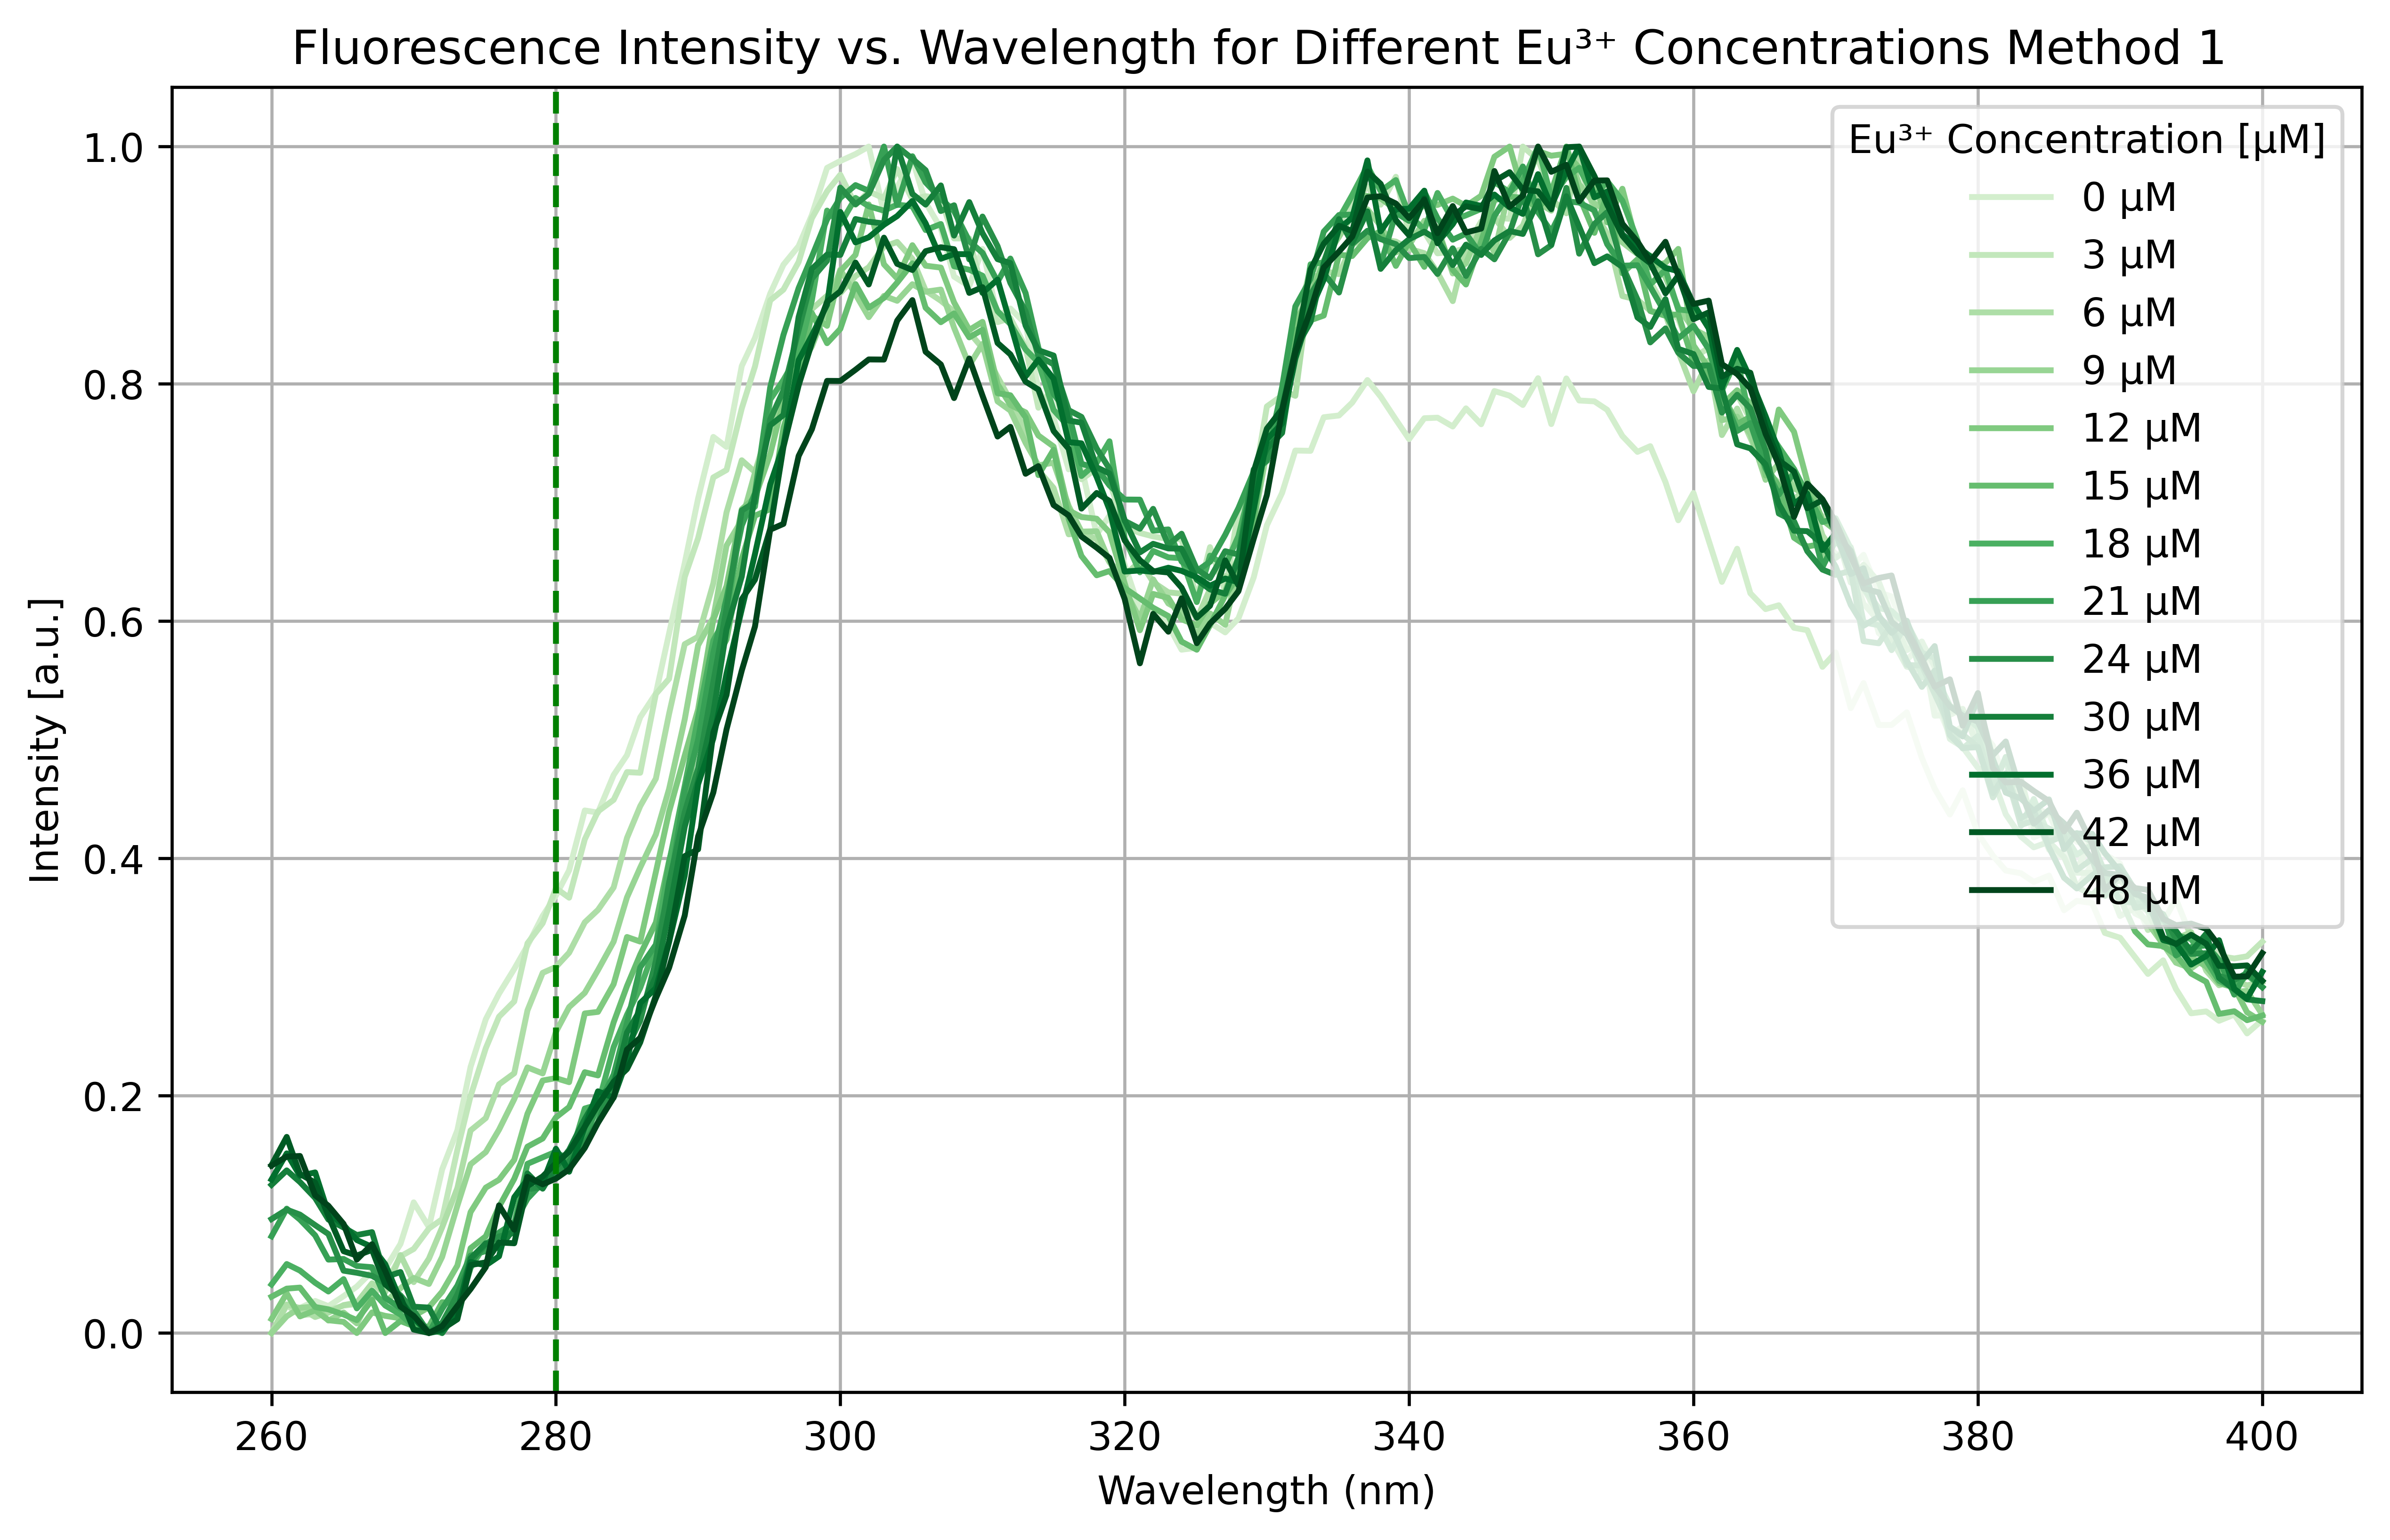 Fluorescence Intensity vs. Wavelength for Different Eu³⁺ Concentrations Method 1
Intensity [a.u.]
1.0
0.8
0.6
0.4
0.2
0.0
Eu³⁺ Concentration [μM]
0 μM
3 μM
6 μM
9 μM
12 μM
15 μM
18 μM
21 μM
24 μM
30 μM
36 μM
42 μM
48 μM
260 280 300 320 340 360 380 400
Wavelength (nm)